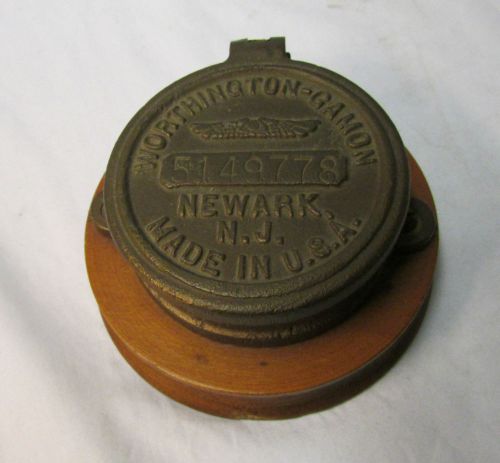 WORTHINGTON-GAMON
5149778
NEWARK,
N.J.
MADE IN U.S.A.